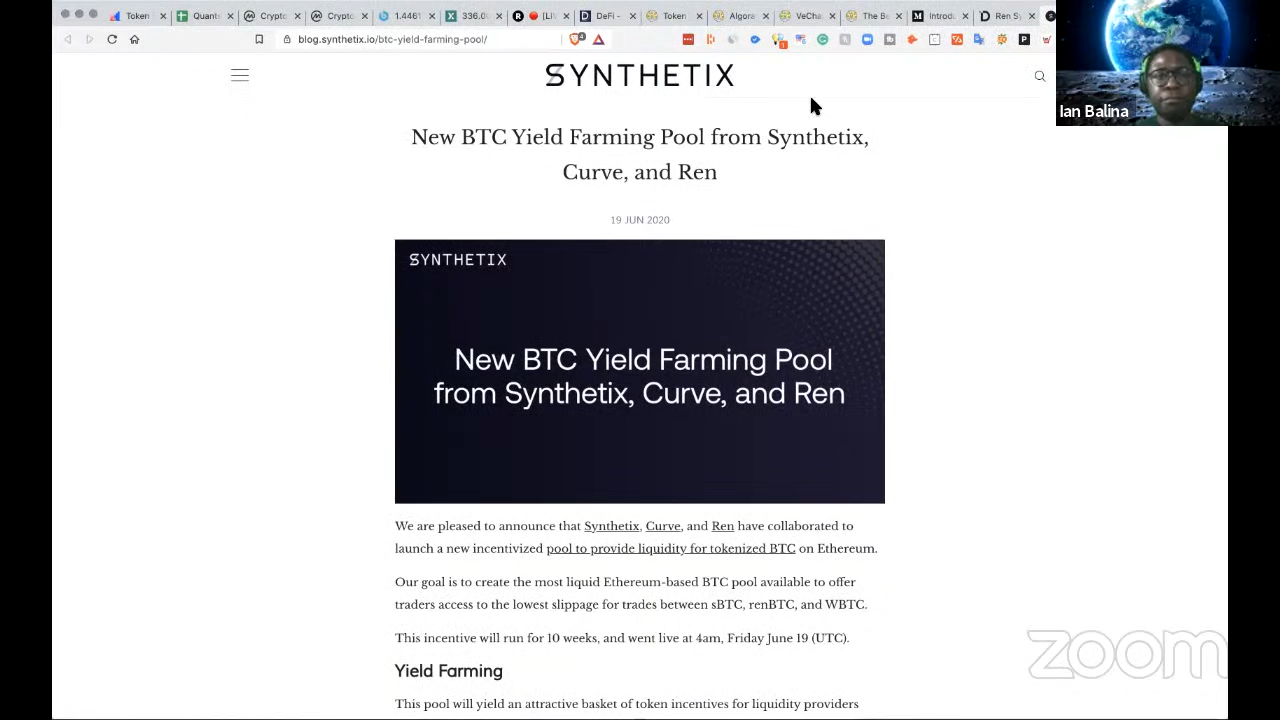 Token
Quants
Crypto
Crypto
1.4461
336.0
[LI
DeFi -
Token
Algora
VeCha
The Ba
Introdu
Ren Sy
blog.synthetix.io/btc-yield-farming-pool/
SYNTHETIX
Ian Balina
New BTC Yield Farming Pool from Synthetix,
Curve, and Ren
19 JUN 2020
SYNTHETIX
New BTC Yield Farming Pool
from Synthetix, Curve, and Ren
We are pleased to announce that Synthetix, Curve, and Ren have collaborated to
launch a new incentivized pool to provide liquidity for tokenized BTC on Ethereum.
Our goal is to create the most liquid Ethereum-based BTC pool available to offer
traders access to the lowest slippage for trades between sBTC, renBTC, and WBTC.
This incentive will run for 10 weeks, and went live at 4am, Friday June 19 (UTC).
zoom
Yield Farming
This pool will yield an attractive basket of token incentives for liquidity providers